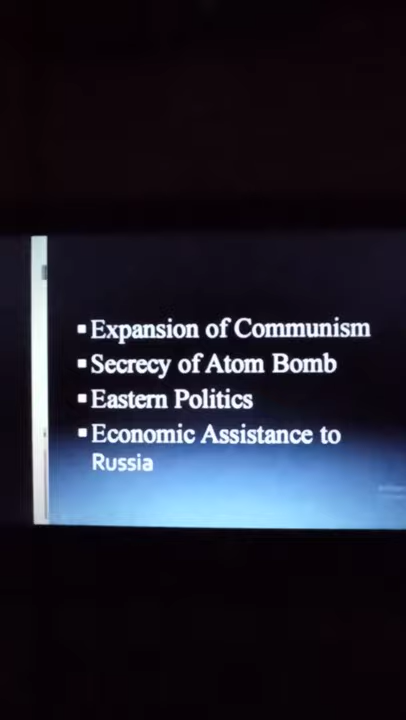 ▪Expansion of Communism
▪Secrecy of Atom Bomb
▪Eastern Politics
▪Economic Assistance to
Russia